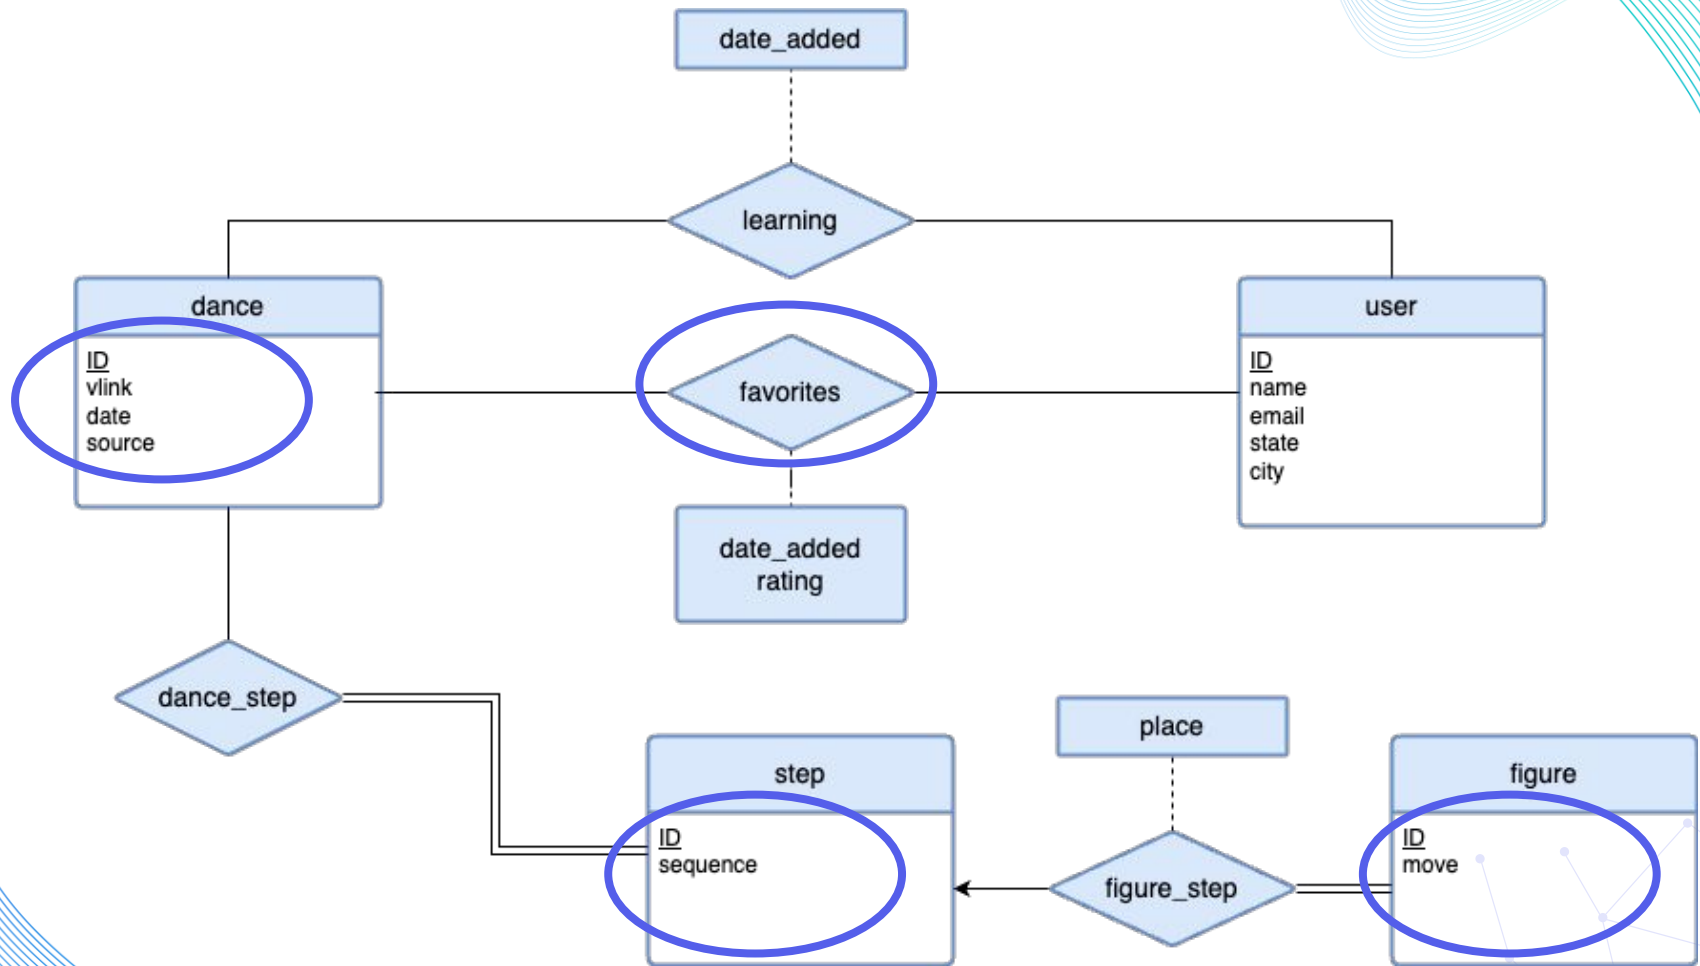 date_added
learning
dance
ID
vlink
date
source
favorites
user
ID
name
email
state
city
date_added
rating
dance_step
step
ID
sequence
place
figure_step
figure
ID
move